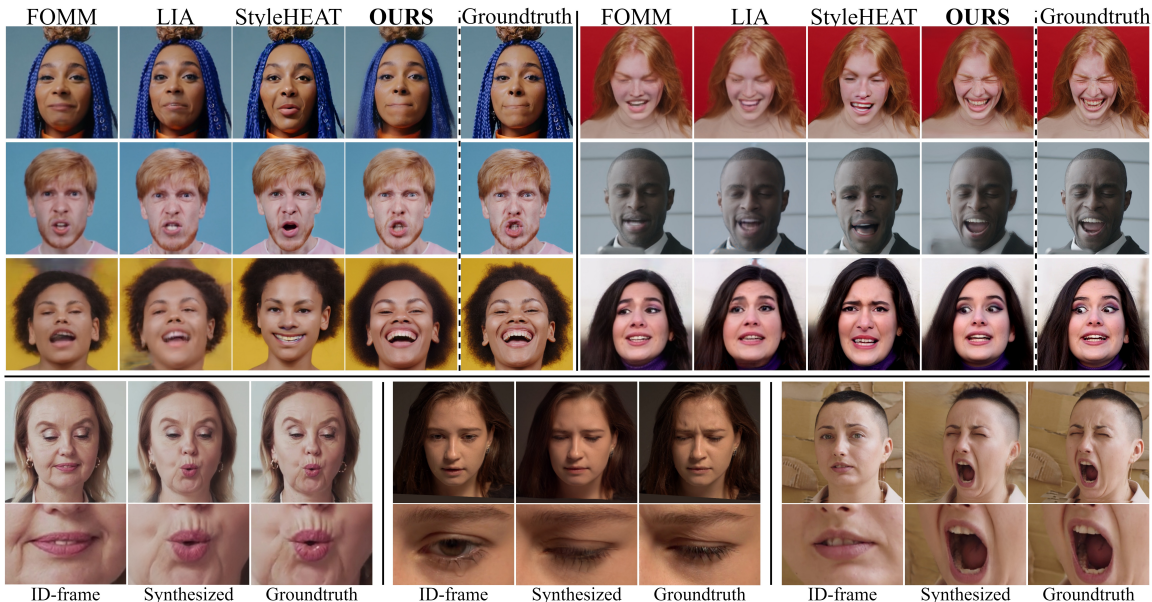 FOMM LIA StyleHEAT OURS Groundtruth FOMM LIA StyleHEAT OURS Groundtruth
ID-frame Synthesized Groundtruth ID-frame Synthesized Groundtruth ID-frame Synthesized Groundtruth